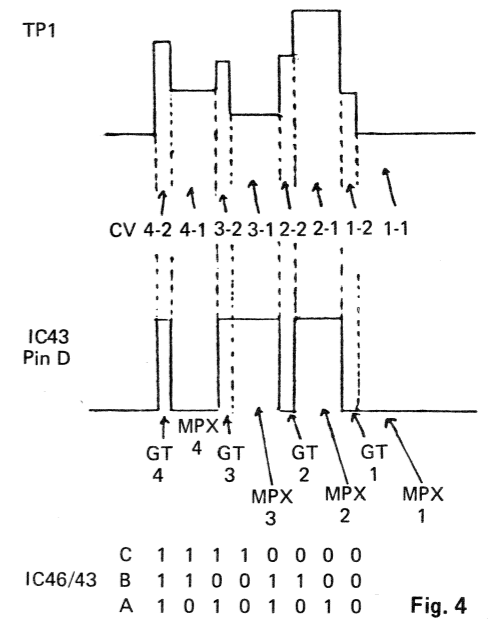 TP1
CV 4-2 4-1 3-2 3-1 2-2 2-1 1-2 1-1
IC43
Pin D
GT
4
MPX
4
GT
3
MPX
3
GT
2
MPX
2
GT
1
MPX
1
C 1 1 1 1 0 0 0 0
IC46/43 B 1 1 0 0 1 1 0 0
A 1 0 1 0 1 0 1 0
Fig. 4